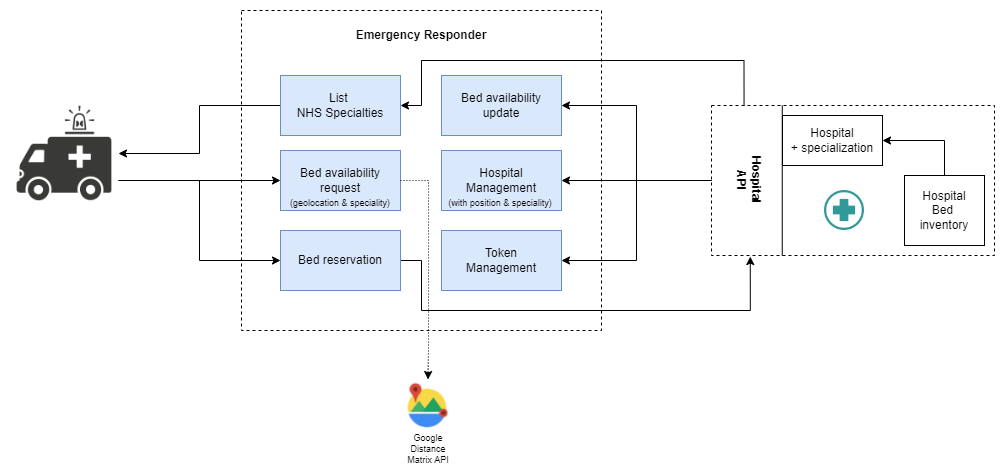 Emergency Responder
List
NHS Specialties
Bed availability
update
Bed availability
request
(geolocation & speciality)
Hospital
Management
(with position & speciality)
Bed reservation
Token
Management
Hospital
API
Hospital
+ specialization
Hospital
Bed
inventory
Google
Distance
Matrix API